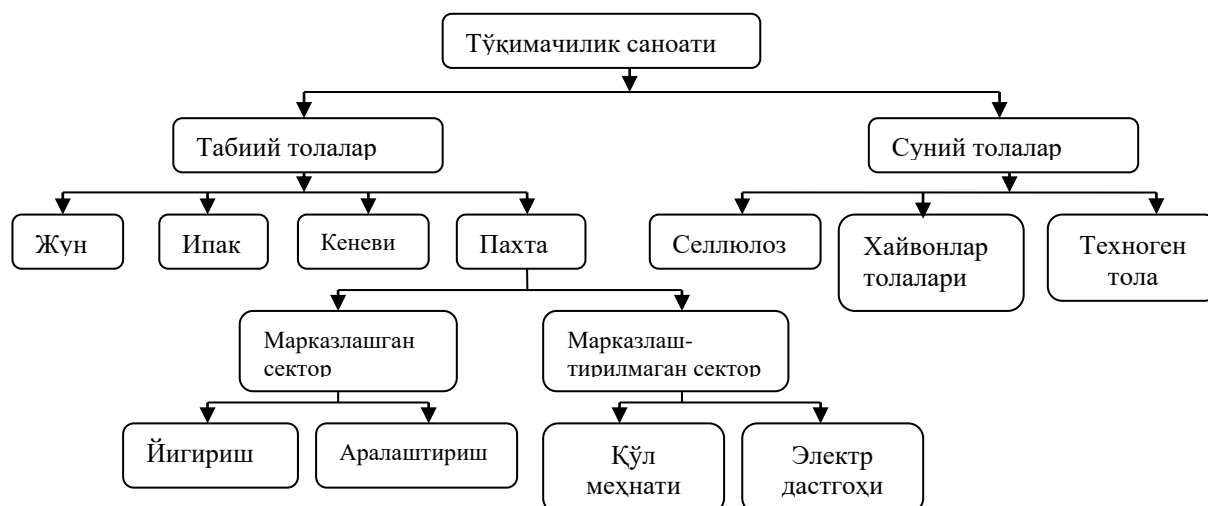 Тўқимачилик саноати
Табиий толалар
Суний толалар
Жун
Ипак
Кеневи
Пахта
Селлюлоз
Хайвонлар
толалари
Техноген
тола
Марказлашган
сектор
Марказлаш-
тирилмаган сектор
Йигириш
Аралаштириш
Қўл
меҳнати
Электр
дастгоҳи